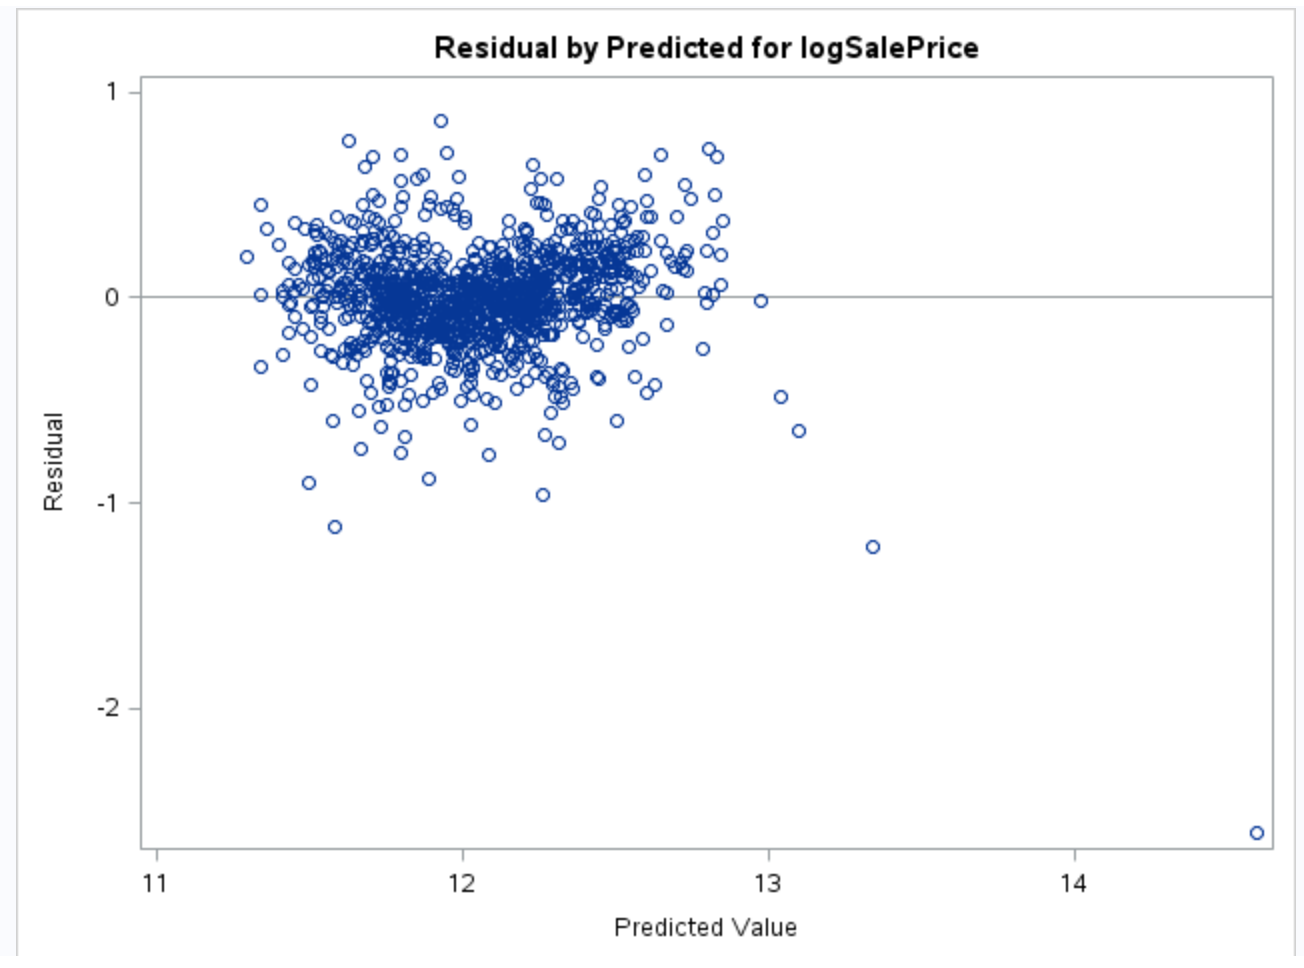 Residual by Predicted for logSalePrice
1
0
-1
-2
Residual
11 12 13 14
Predicted Value